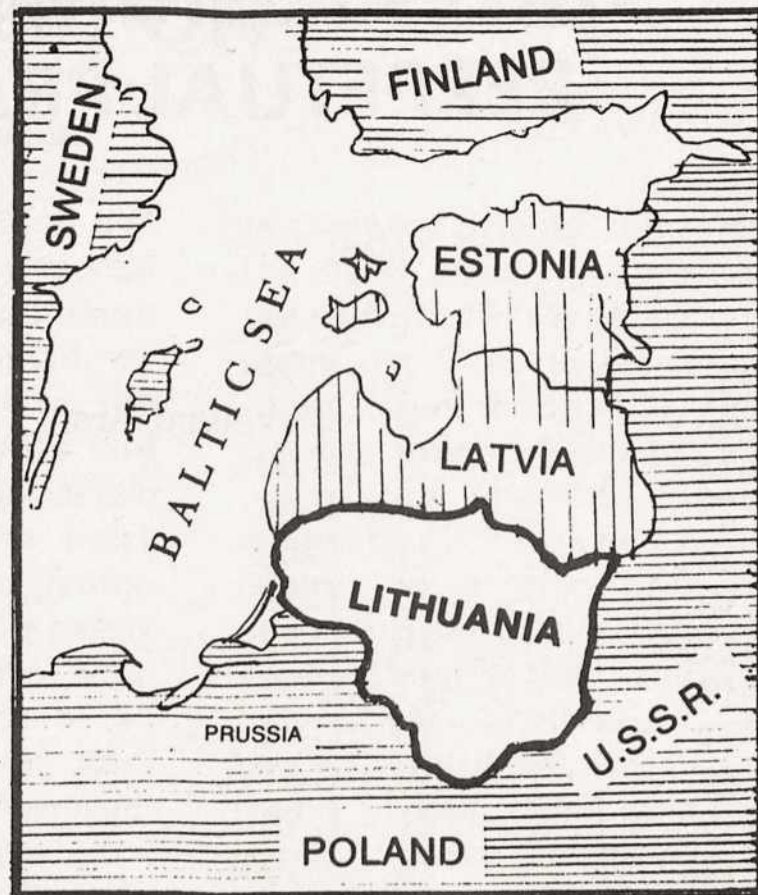 FINLAND
SWEDEN
ESTONIA
BALTIC SEA
LATVIA
LITHUANIA
U.S.S.R.
PRUSSIA
POLAND